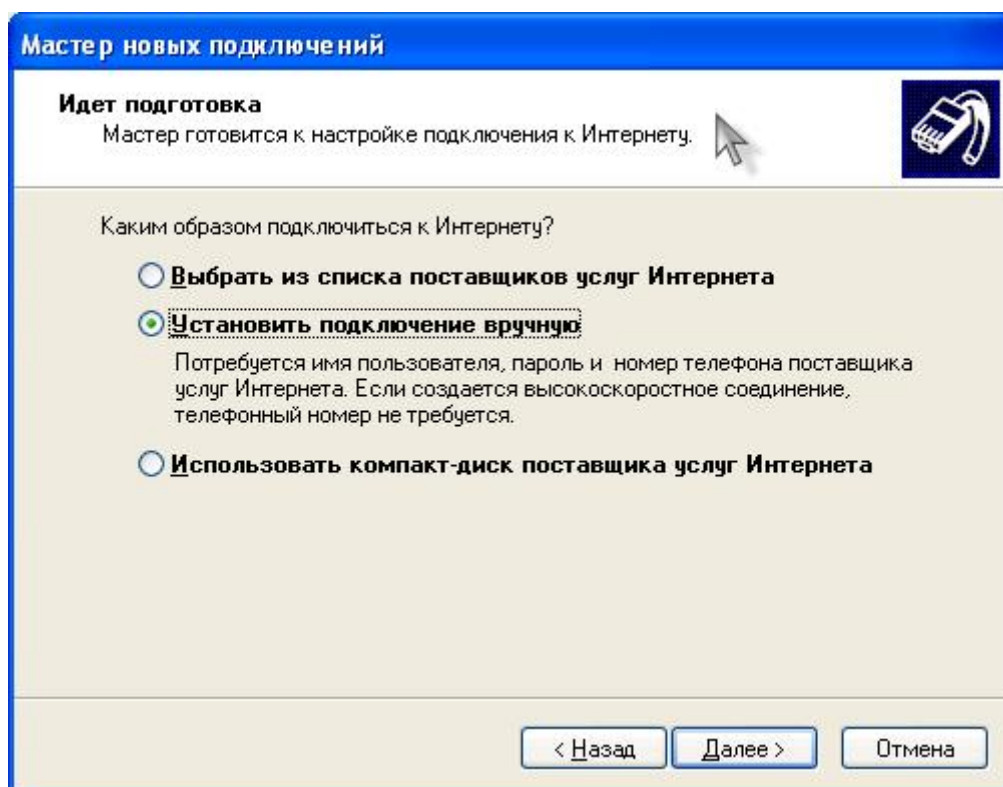 Мастер новых подключений
Идет подготовка
Мастер готовится к настройке подключения к Интернету.
Каким образом подключиться к Интернету?
Выбрать из списка поставщиков услуг Интернета
Установить подключение вручную
Потребуется имя пользователя, пароль и номер телефона поставщика
услуг Интернета. Если создается высокоскоростное соединение,
телефонный номер не требуется.
Использовать компакт-диск поставщика услуг Интернета
< Назад
Далее >
Отмена